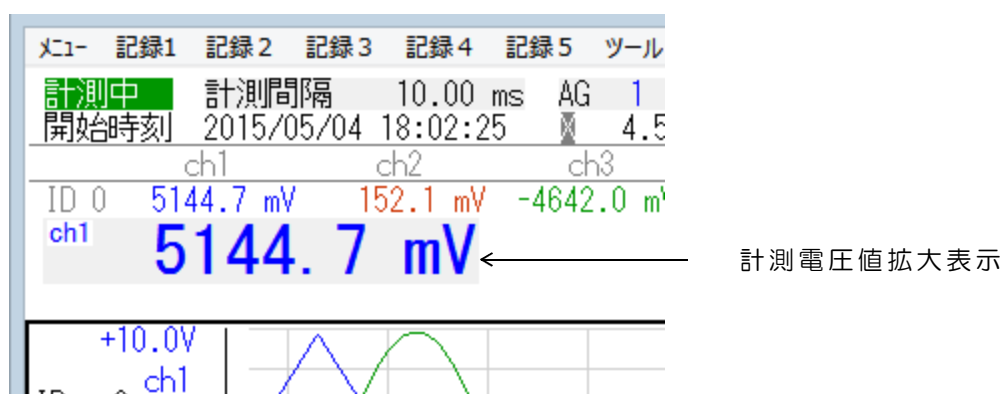 メニュー 記録1 記録2 記録3 記録4 記録5 ツール
計測中 計測間隔 10.00 ms AG 1
開始時刻 2015/05/04 18:02:25 4.5
ch1 ch2 ch3
ID 0 5144.7 mV 152.1 mV -4642.0 m
ch1 5144.7 mV
計測電圧値拡大表示
+10.0V
ch1